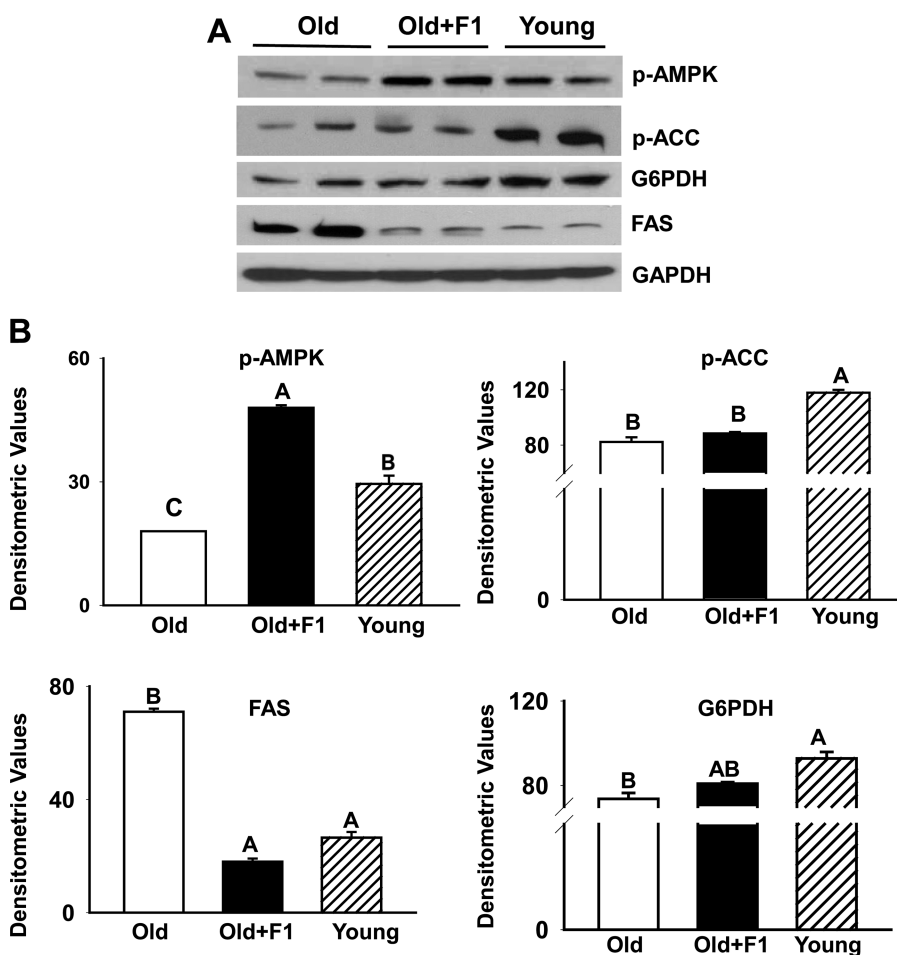 A
Old Old+F1 Young
p-AMPK
p-ACC
G6PDH
FAS
GAPDH
B
p-AMPK
Densitometric Values
60
30
0
C
A
B
Old Old+F1 Young
p-ACC
Densitometric Values
120
80
0
B
B
A
Old Old+F1 Young
FAS
Densitometric Values
80
40
0
B
A
A
Old Old+F1 Young
G6PDH
Densitometric Values
120
80
0
B
AB
A
Old Old+F1 Young